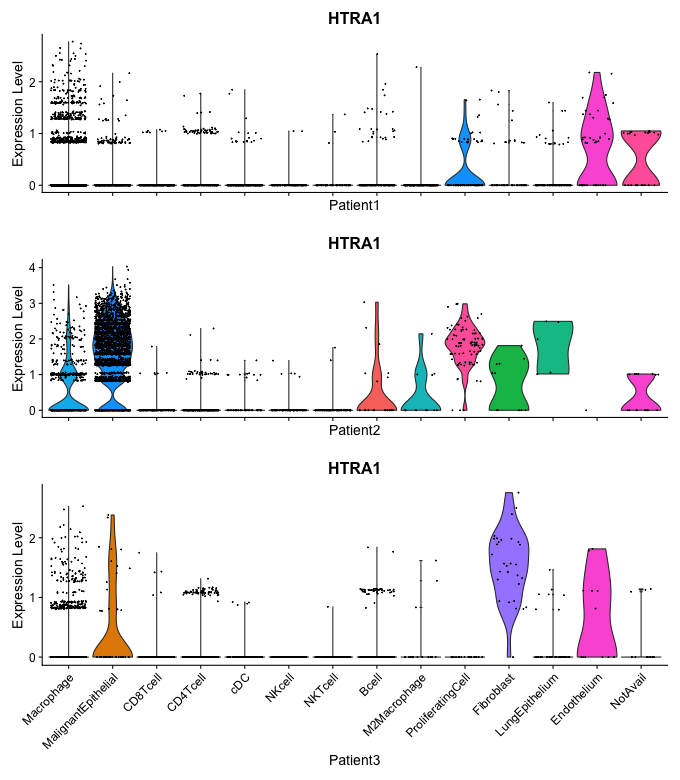 HTRA1
Expression Level
2
1
0
Patient1
HTRA1
Expression Level
4
3
2
1
0
Patient2
HTRA1
Expression Level
2
1
0
Macrophage
MalignantEpithelial
CD8Tcell
CD4Tcell
cDC
NKcell
NKTcell
Bcell
M2Macrophage
ProliferatingCell
Fibroblast
LungEpithelium
Endothelium
NotAvail
Patient3